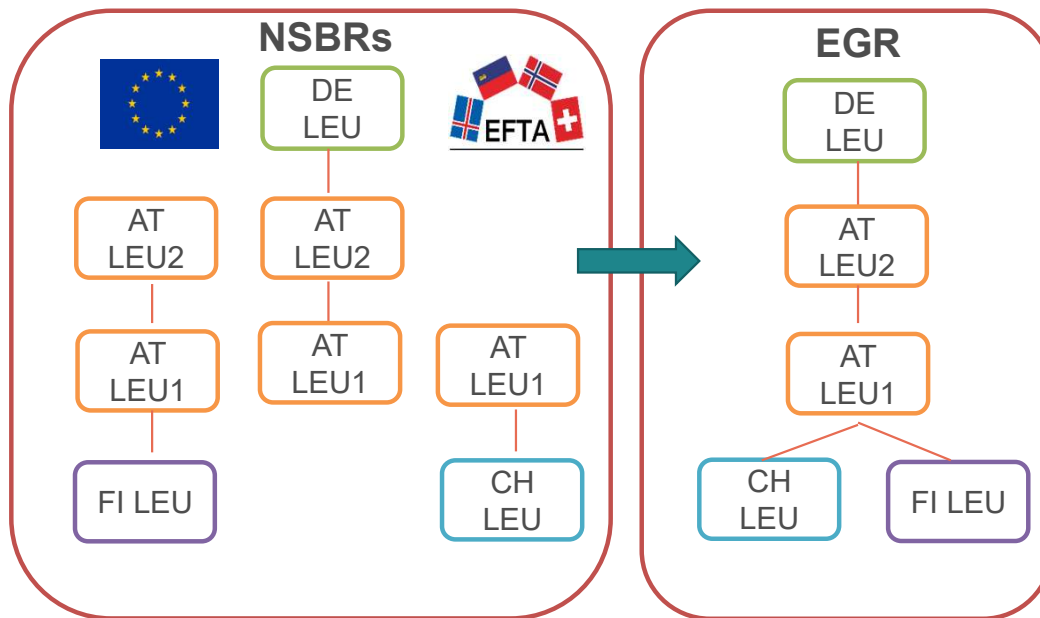 NSBRs
EGR
DE
LEU
EFTA
AT
LEU2
AT
LEU2
AT
LEU1
AT
LEU1
AT
LEU1
FI LEU
CH
LEU
DE
LEU
AT
LEU2
AT
LEU1
CH
LEU
FI LEU